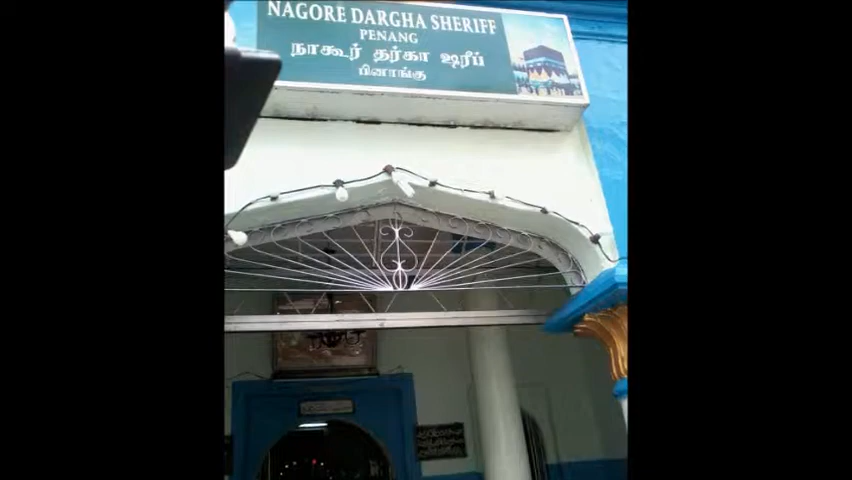 NAGORE DARGHA SHERIFF
PENANG
நாகூர் தர்கா ஷரீப்
பினாங்கு